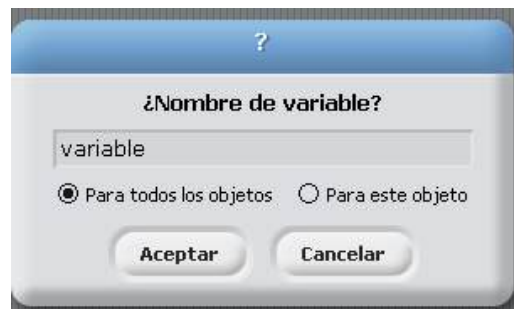 ?
¿Nombre de variable?
variable
Para todos los objetos Para este objeto
Aceptar Cancelar